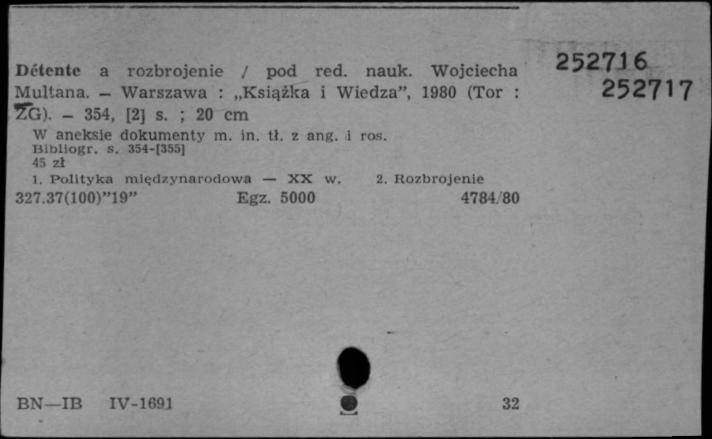 Détente a rozbrojenie / pod red. nauk. Wojciecha
Multana. — Warszawa : „Książka i Wiedza”, 1980 (Tor :
ZG). — 354, [2] s. ; 20 cm
W aneksie dokumenty m. in. tł. z ang. i ros.
Bibliogr. s. 354-[355]
45 zł
1. Polityka międzynarodowa — XX w. 2. Rozbrojenie
327.37(100)”19” Egz. 5000 4784/80
252716
252717
BN—IB IV-1691 32